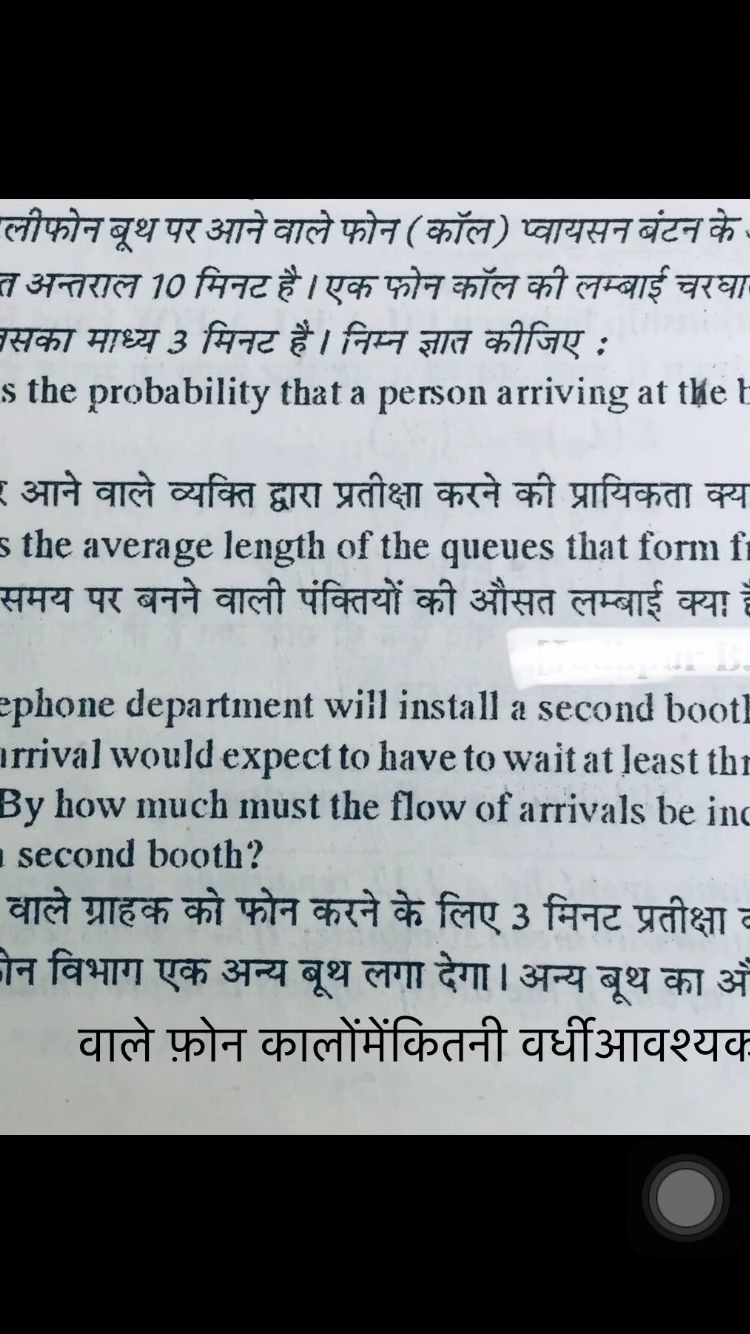 लीफोन बूथ पर आने वाले फोन (कॉल) प्वायसन बंटन के
त अन्तराल 10 मिनट है। एक फोन कॉल की लम्बाई चरघा
सका माध्य 3 मिनट है। निम्न ज्ञात कीजिए :
s the probability that a person arriving at the b
आने वाले व्यक्ति द्वारा प्रतीक्षा करने की प्रायिकता क्या
s the average length of the queues that form fr
समय पर बनने वाली पंक्तियों की औसत लम्बाई क्या है
ephone department will install a second booth
arrival would expect to have to wait at least thr
By how much must the flow of arrivals be inc
second booth?
वाले ग्राहक को फोन करने के लिए 3 मिनट प्रतीक्षा
ोन विभाग एक अन्य बूथ लगा देगा। अन्य बूथ का औ
वाले फ़ोन कालोंमेंकितनी वर्धीआवश्यक